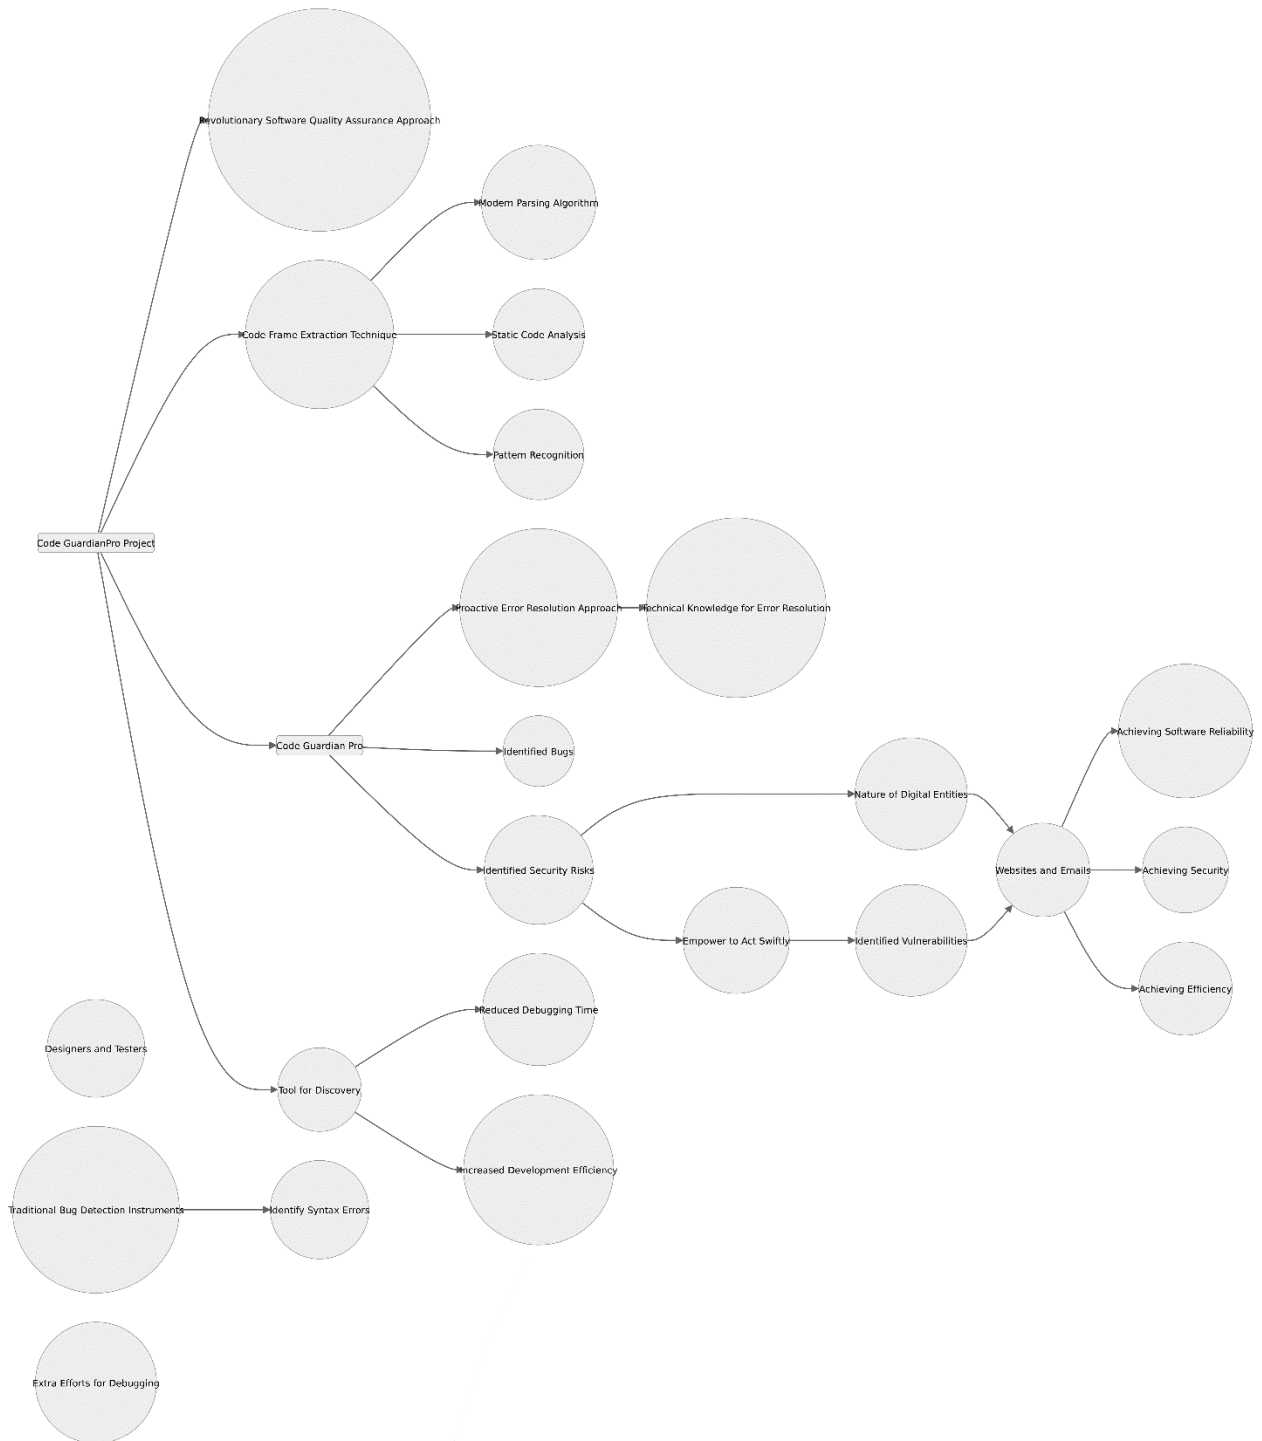 Revolutionary Software Quality Assurance Approach
Modern Parsing Algorithm
Code Frame Extraction Technique
Static Code Analysis
Pattern Recognition
Code GuardianPro Project
Proactive Error Resolution Approach
Technical Knowledge for Error Resolution
Achieving Software Reliability
Code Guardian Pro
Identified Bugs
Nature of Digital Entities
Identified Security Risks
Websites and Emails
Achieving Security
Empower to Act Swiftly
Identified Vulnerabilities
Achieving Efficiency
Reduced Debugging Time
Designers and Testers
Tool for Discovery
Increased Development Efficiency
Traditional Bug Detection Instruments
Identify Syntax Errors
Extra Efforts for Debugging